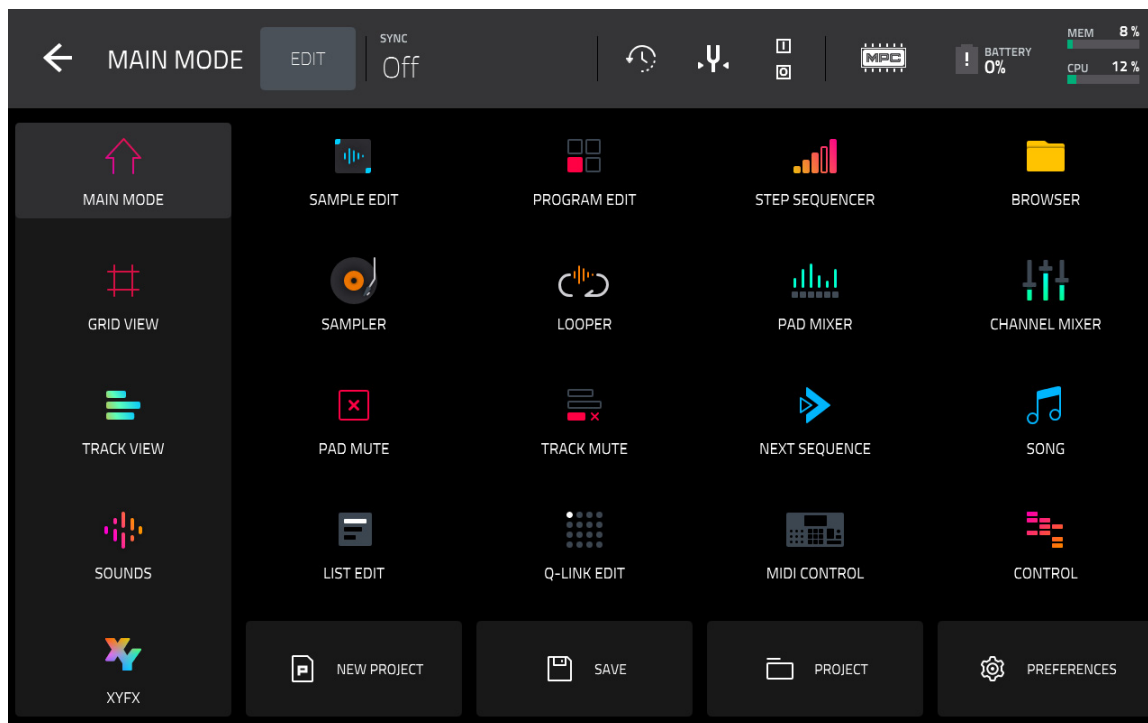 MAIN MODE
EDIT
SYNC
Off
I
O
MPC
!
BATTERY
0%
MEM 8%
CPU 12%
MAIN MODE
SAMPLE EDIT
PROGRAM EDIT
STEP SEQUENCER
BROWSER
GRID VIEW
SAMPLER
LOOPER
PAD MIXER
CHANNEL MIXER
TRACK VIEW
PAD MUTE
TRACK MUTE
NEXT SEQUENCE
SONG
SOUNDS
LIST EDIT
Q-LINK EDIT
MIDI CONTROL
CONTROL
XY
XYFX
P
NEW PROJECT
SAVE
PROJECT
PREFERENCES